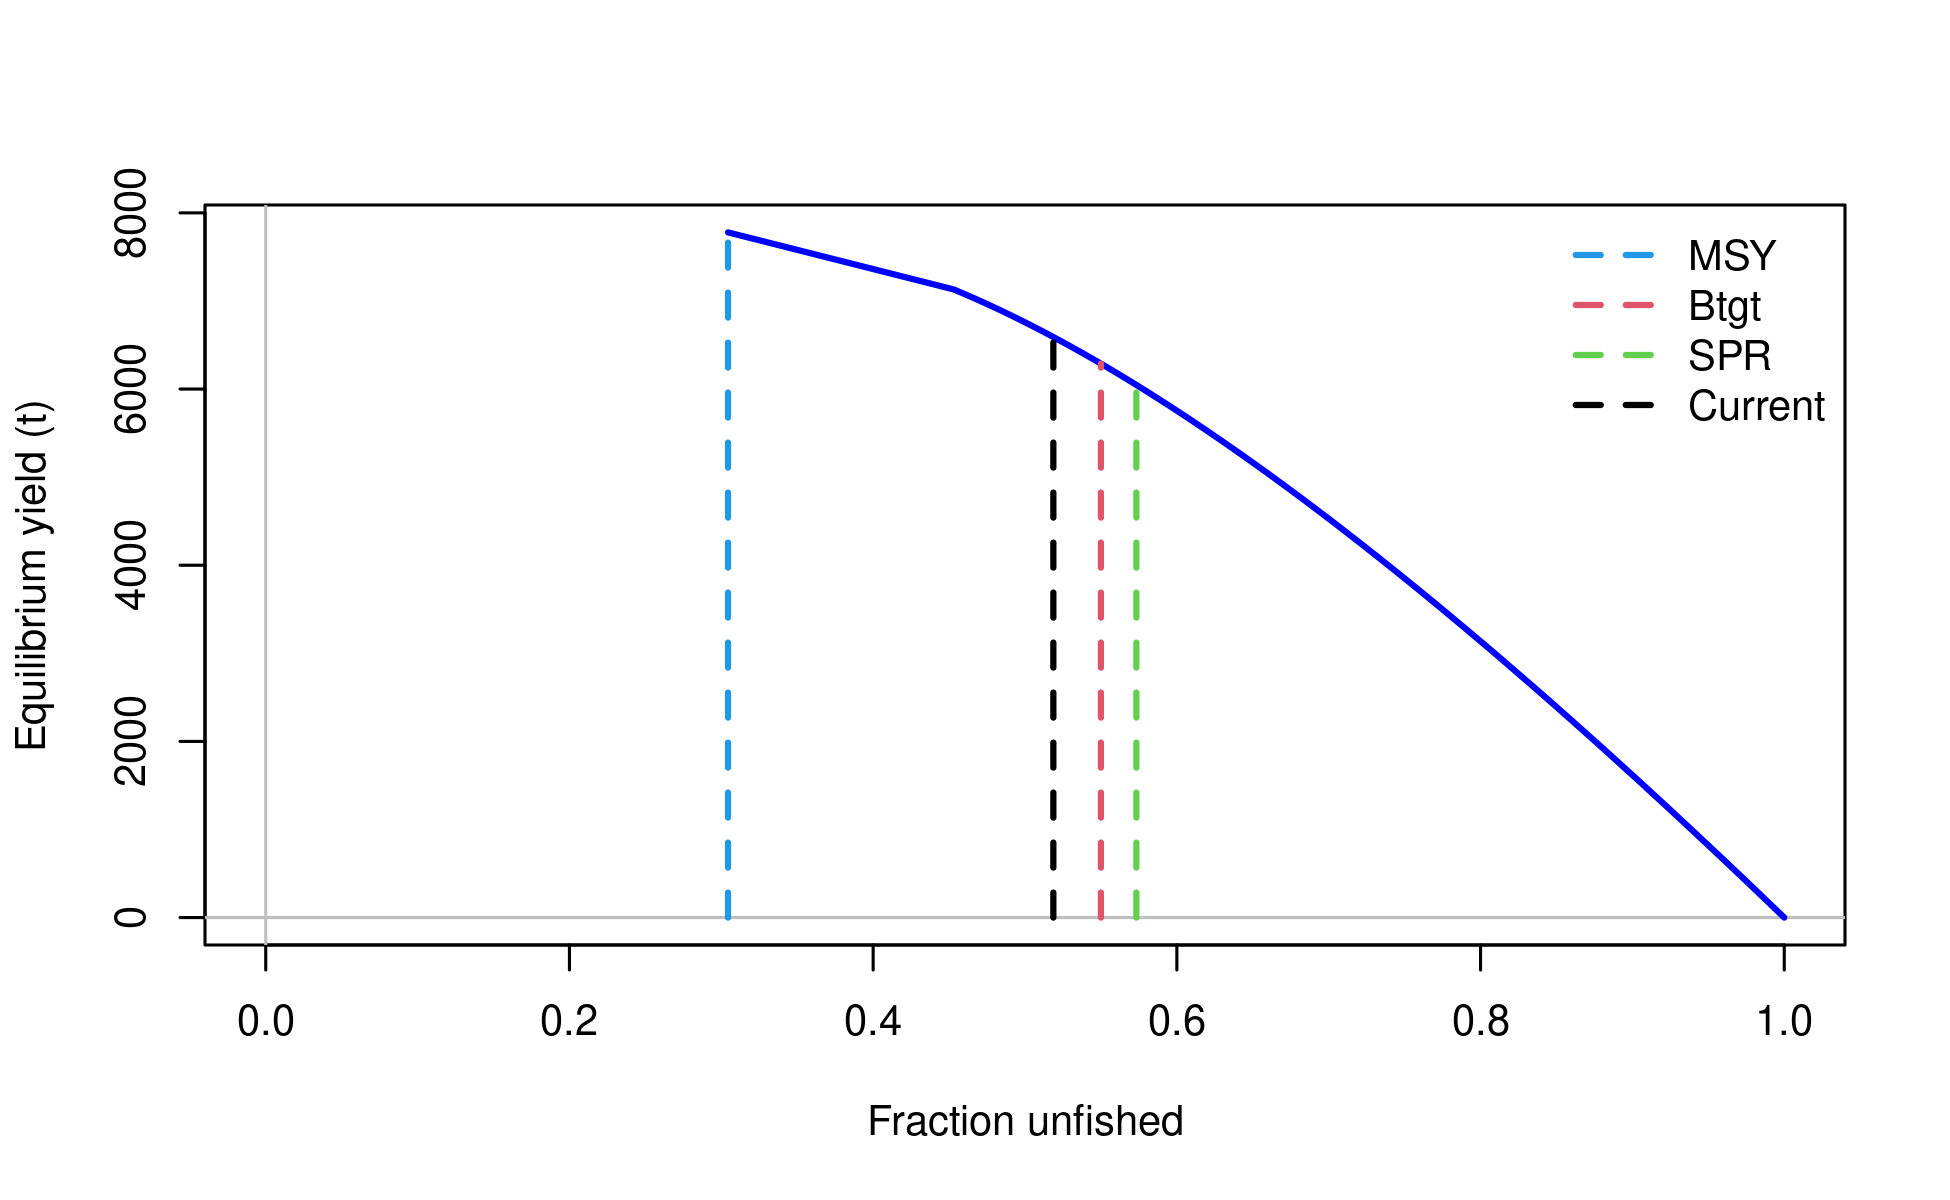 Equilibrium yield (t)
8000
6000
4000
2000
0
MSY
Btgt
SPR
Current
0.0 0.2 0.4 0.6 0.8 1.0
Fraction unfished